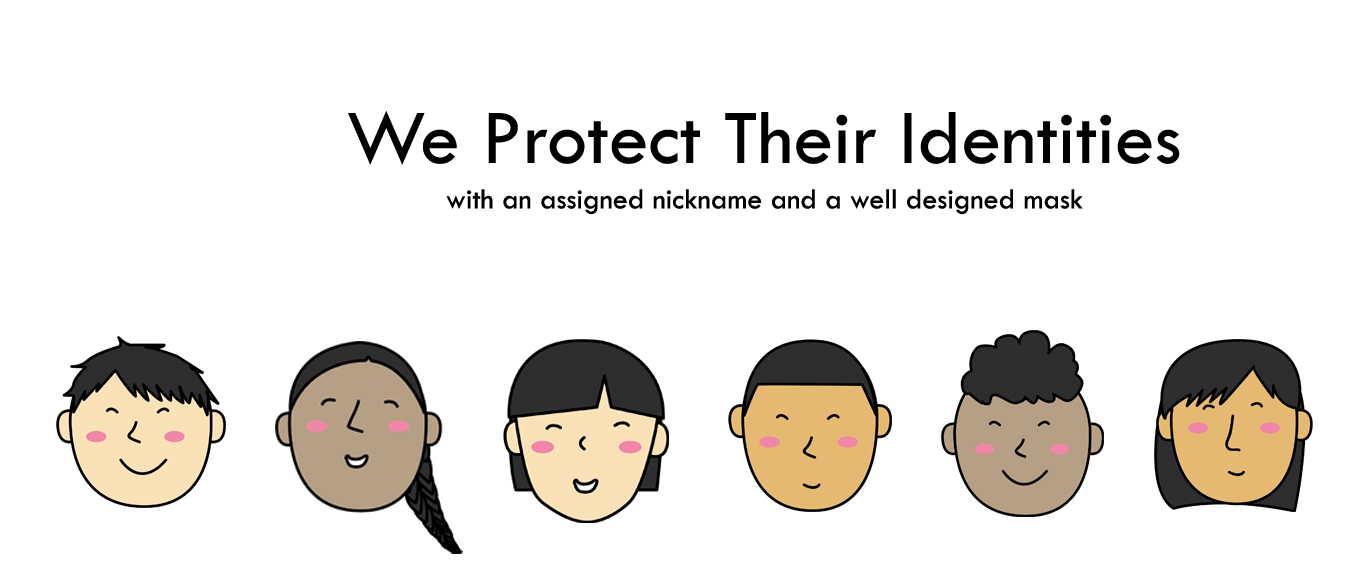 We Protect Their Identities
with an assigned nickname and a well designed mask